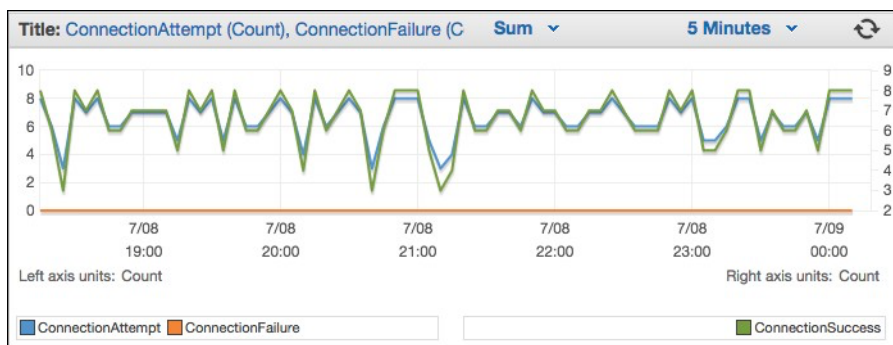 Title: ConnectionAttempt (Count), ConnectionFailure (C Sum 5 Minutes
10 9
8 8
7
6 6
4 5
4
2 3
0 2
7/08 7/08 7/08 7/08 7/08 7/09
19:00 20:00 21:00 22:00 23:00 00:00
Left axis units: Count Right axis units: Count
ConnectionAttempt ConnectionFailure ConnectionSuccess